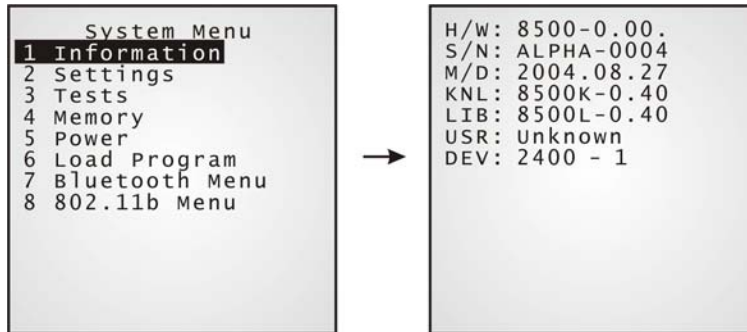 System Menu
1 Information
2 Settings
3 Tests
4 Memory
5 Power
6 Load Program
7 Bluetooth Menu
8 802.11b Menu
H/W: 8500-0.00.
S/N: ALPHA-0004
M/D: 2004.08.27
KNL: 8500K-0.40
LIB: 8500L-0.40
USR: Unknown
DEV: 2400 - 1